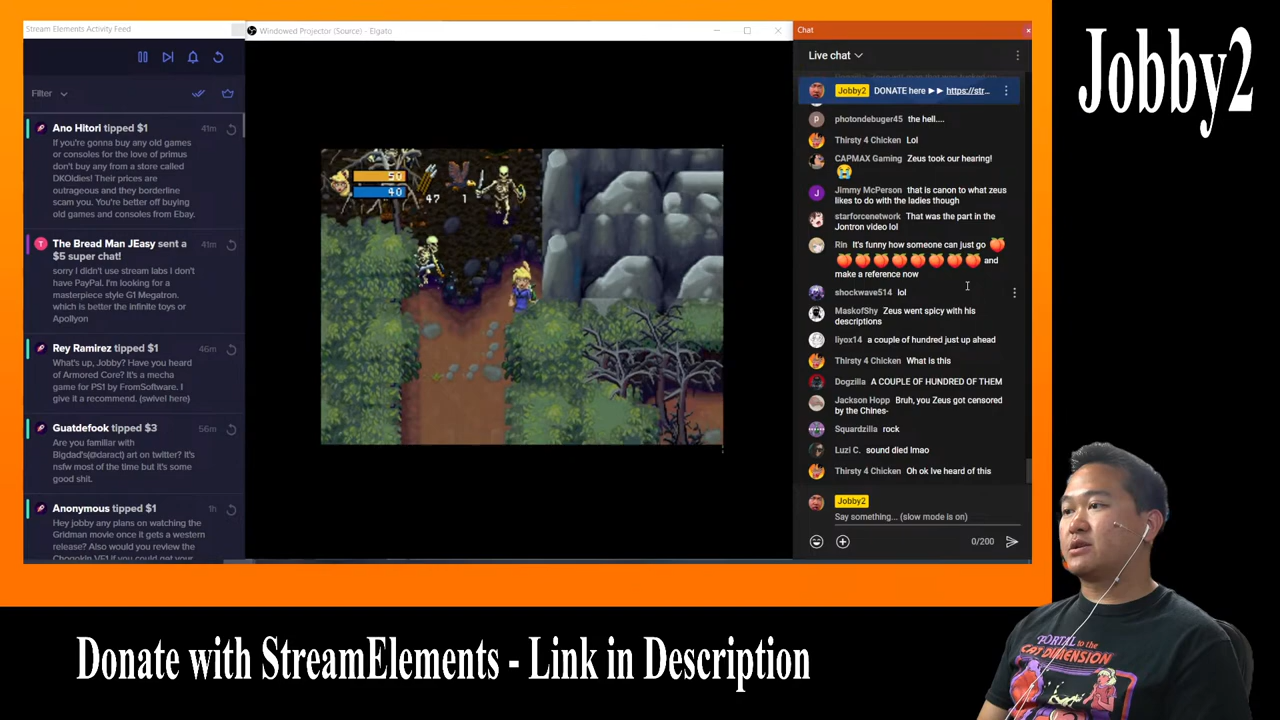 Stream Elements Activity Feed
Filter
Ano Hitori tipped $1
41m
If you're gonna buy any old games
or consoles for the love of primus
don't buy any from a store called
DKOldies! Their prices are
outrageous and they borderline
scam you. You're better off buying
old games and consoles from Ebay.
T
The Bread Man JEasy sent a
$5 super chat!
41m
sorry I didn't use stream labs I don't
have PayPal. I'm looking for a
masterpiece style G1 Megatron.
which is better the infinite toys or
Apollyon
Rey Ramirez tipped $1
46m
What's up, Jobby? Have you heard
of Armored Core? It's a mecha
game for PS1 by FromSoftware. I
give it a recommend. (swivel here)
Guatdefook tipped $3
56m
Are you familiar with
Bigdad's(@daract) art on twitter? It's
nsfw most of the time but it's some
good shit.
Anonymous tipped $1
1h
Hey jobby any plans on watching the
Gridman movie once it gets a western
release? Also would you review the
Windowed Projector (Source) - Elgato
50
40
47
1
Chat
Live chat
Jobby2 DONATE here ►► https://str...
P photondebuger45 the hell....
Thirsty 4 Chicken Lol
CAPMAX Gaming Zeus took our hearing!
😭
J Jimmy McPerson that is canon to what zeus
likes to do with the ladies though
starforcenetwork That was the part in the
Jontron video lol
Rin It's funny how someone can just go 🍑
🍑🍑🍑🍑🍑🍑🍑🍑 and
make a reference now
shockwave514 lol
MaskofShy Zeus went spicy with his
descriptions
liyox14 a couple of hundred just up ahead
Thirsty 4 Chicken What is this
Dogzilla A COUPLE OF HUNDRED OF THEM
Jackson Hopp Bruh, you Zeus got censored
by the Chines-
Squardzilla rock
Luzi C. sound died lmao
Thirsty 4 Chicken Oh ok Ive heard of this
Jobby2
Say something... (slow mode is on)
0/200
Jobby2
PORTAL to the
CAT DIMENSION
Donate with StreamElements - Link in Description